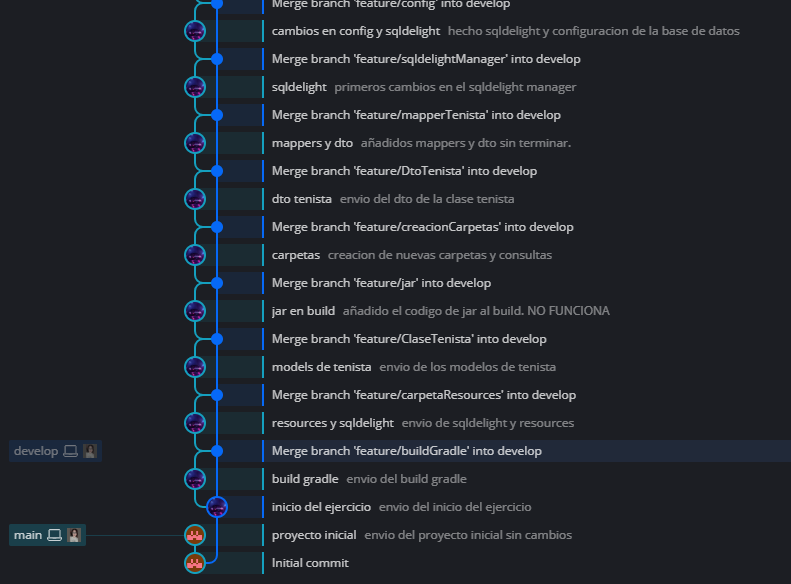 Merge branch 'feature/config' into develop
cambios en config y sqldelight hecho sqldelight y configuracion de la base de datos
Merge branch 'feature/sqldelightManager' into develop
sqldelight primeros cambios en el sqldelight manager
Merge branch 'feature/mapperTenista' into develop
mappers y dto añadidos mappers y dto sin terminar.
Merge branch 'feature/DtoTenista' into develop
dto tenista envio del dto de la clase tenista
Merge branch 'feature/creacionCarpetas' into develop
carpetas creacion de nuevas carpetas y consultas
Merge branch 'feature/jar' into develop
jar en build añadido el codigo de jar al build. NO FUNCIONA
Merge branch 'feature/ClaseTenista' into develop
models de tenista envio de los modelos de tenista
Merge branch 'feature/carpetaResources' into develop
resources y sqldelight envio de sqldelight y resources
develop Merge branch 'feature/buildGradle' into develop
build gradle envio del build gradle
inicio del ejercicio envio del inicio del ejercicio
main proyecto inicial envio del proyecto inicial sin cambios
Initial commit